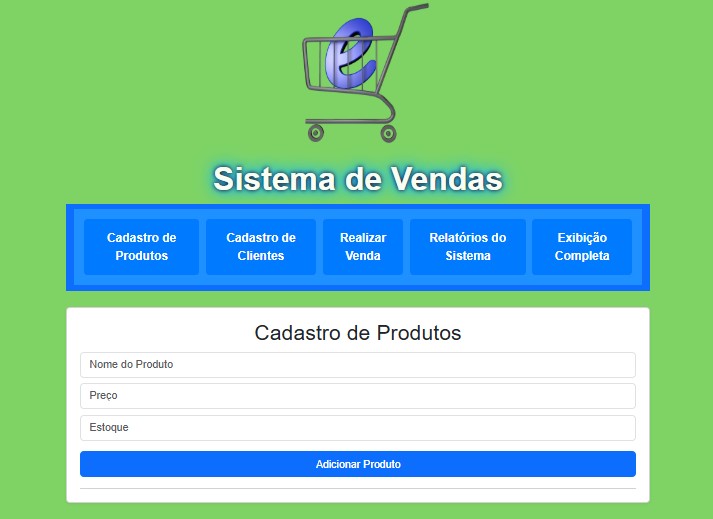 e
Sistema de Vendas
Cadastro de
Produtos
Cadastro de
Clientes
Realizar
Venda
Relatórios do
Sistema
Exibição
Completa
Cadastro de Produtos
Nome do Produto
Preço
Estoque
Adicionar Produto